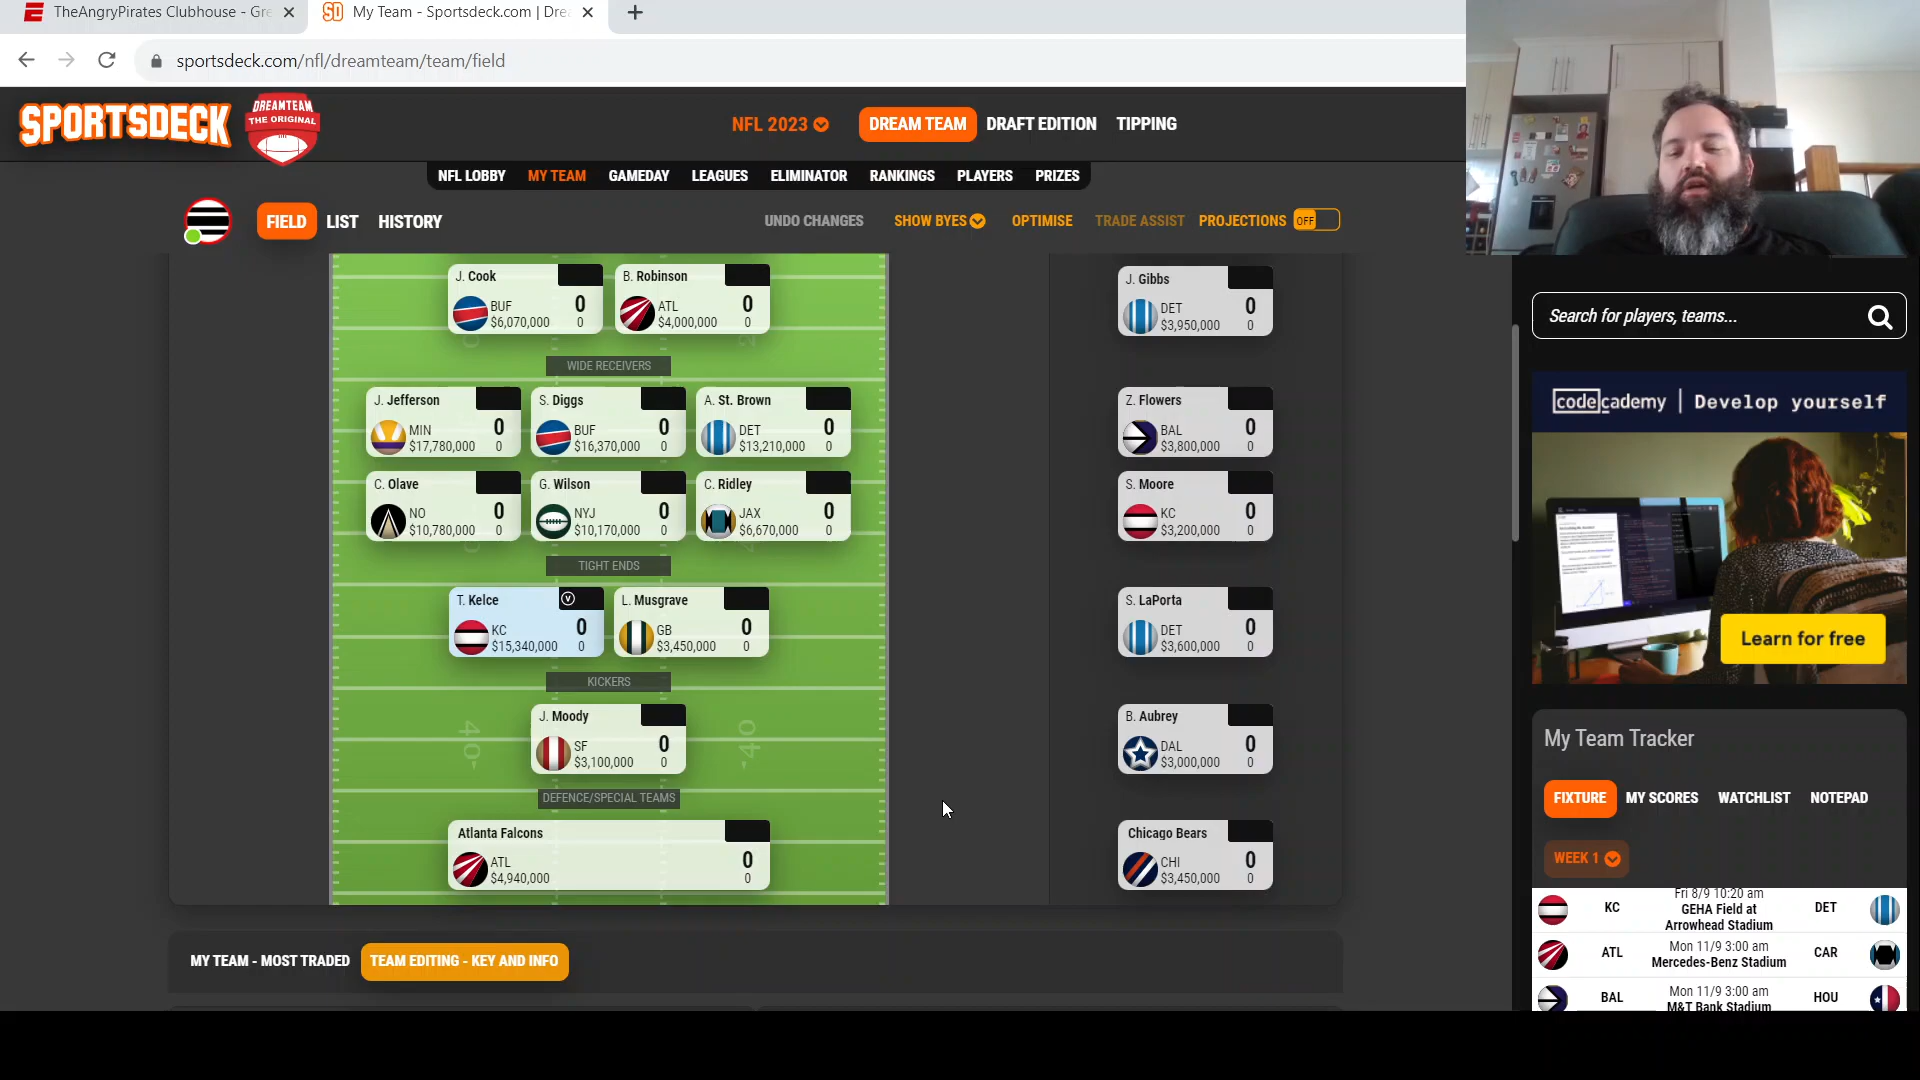 TheAngryPirates Clubhouse - Gre
My Team - Sportsdeck.com | Drea
sportsdeck.com/nfl/dreamteam/team/field
SPORTSDECK
DREAMTEAM
THE ORIGINAL
NFL 2023
DREAM TEAM
DRAFT EDITION
TIPPING
NFL LOBBY
MY TEAM
GAMEDAY
LEAGUES
ELIMINATOR
RANKINGS
PLAYERS
PRIZES
FIELD
LIST
HISTORY
UNDO CHANGES
SHOW BYES
OPTIMISE
TRADE ASSIST
PROJECTIONS
OFF
J. Cook
BUF
0
$6,070,000
0
B. Robinson
ATL
0
$4,000,000
0
J. Gibbs
DET
0
$3,950,000
0
WIDE RECEIVERS
J. Jefferson
MIN
0
$17,780,000
0
S. Diggs
BUF
0
$16,370,000
0
A. St. Brown
DET
0
$13,210,000
0
Z. Flowers
BAL
0
$3,800,000
0
C. Olave
NO
0
$10,780,000
0
G. Wilson
NYJ
0
$10,170,000
0
C. Ridley
JAX
0
$6,670,000
0
S. Moore
KC
0
$3,200,000
0
TIGHT ENDS
T. Kelce
V
KC
0
$15,340,000
0
L. Musgrave
GB
0
$3,450,000
0
S. LaPorta
DET
0
$3,600,000
0
KICKERS
J. Moody
SF
0
$3,100,000
0
B. Aubrey
DAL
0
$3,000,000
0
40
40
DEFENCE/SPECIAL TEAMS
Atlanta Falcons
ATL
0
$4,940,000
0
Chicago Bears
CHI
0
$3,450,000
0
MY TEAM - MOST TRADED
TEAM EDITING - KEY AND INFO
Search for players, teams...
codecademy | Develop yourself
Learn for free
My Team Tracker
FIXTURE
MY SCORES
WATCHLIST
NOTEPAD
WEEK 1
KC
Fri 8/9 10:20 am
GEHA Field at
Arrowhead Stadium
DET
ATL
Mon 11/9 3:00 am
Mercedes-Benz Stadium
CAR
BAL
Mon 11/9 3:00 am
M&T Bank Stadium
HOU